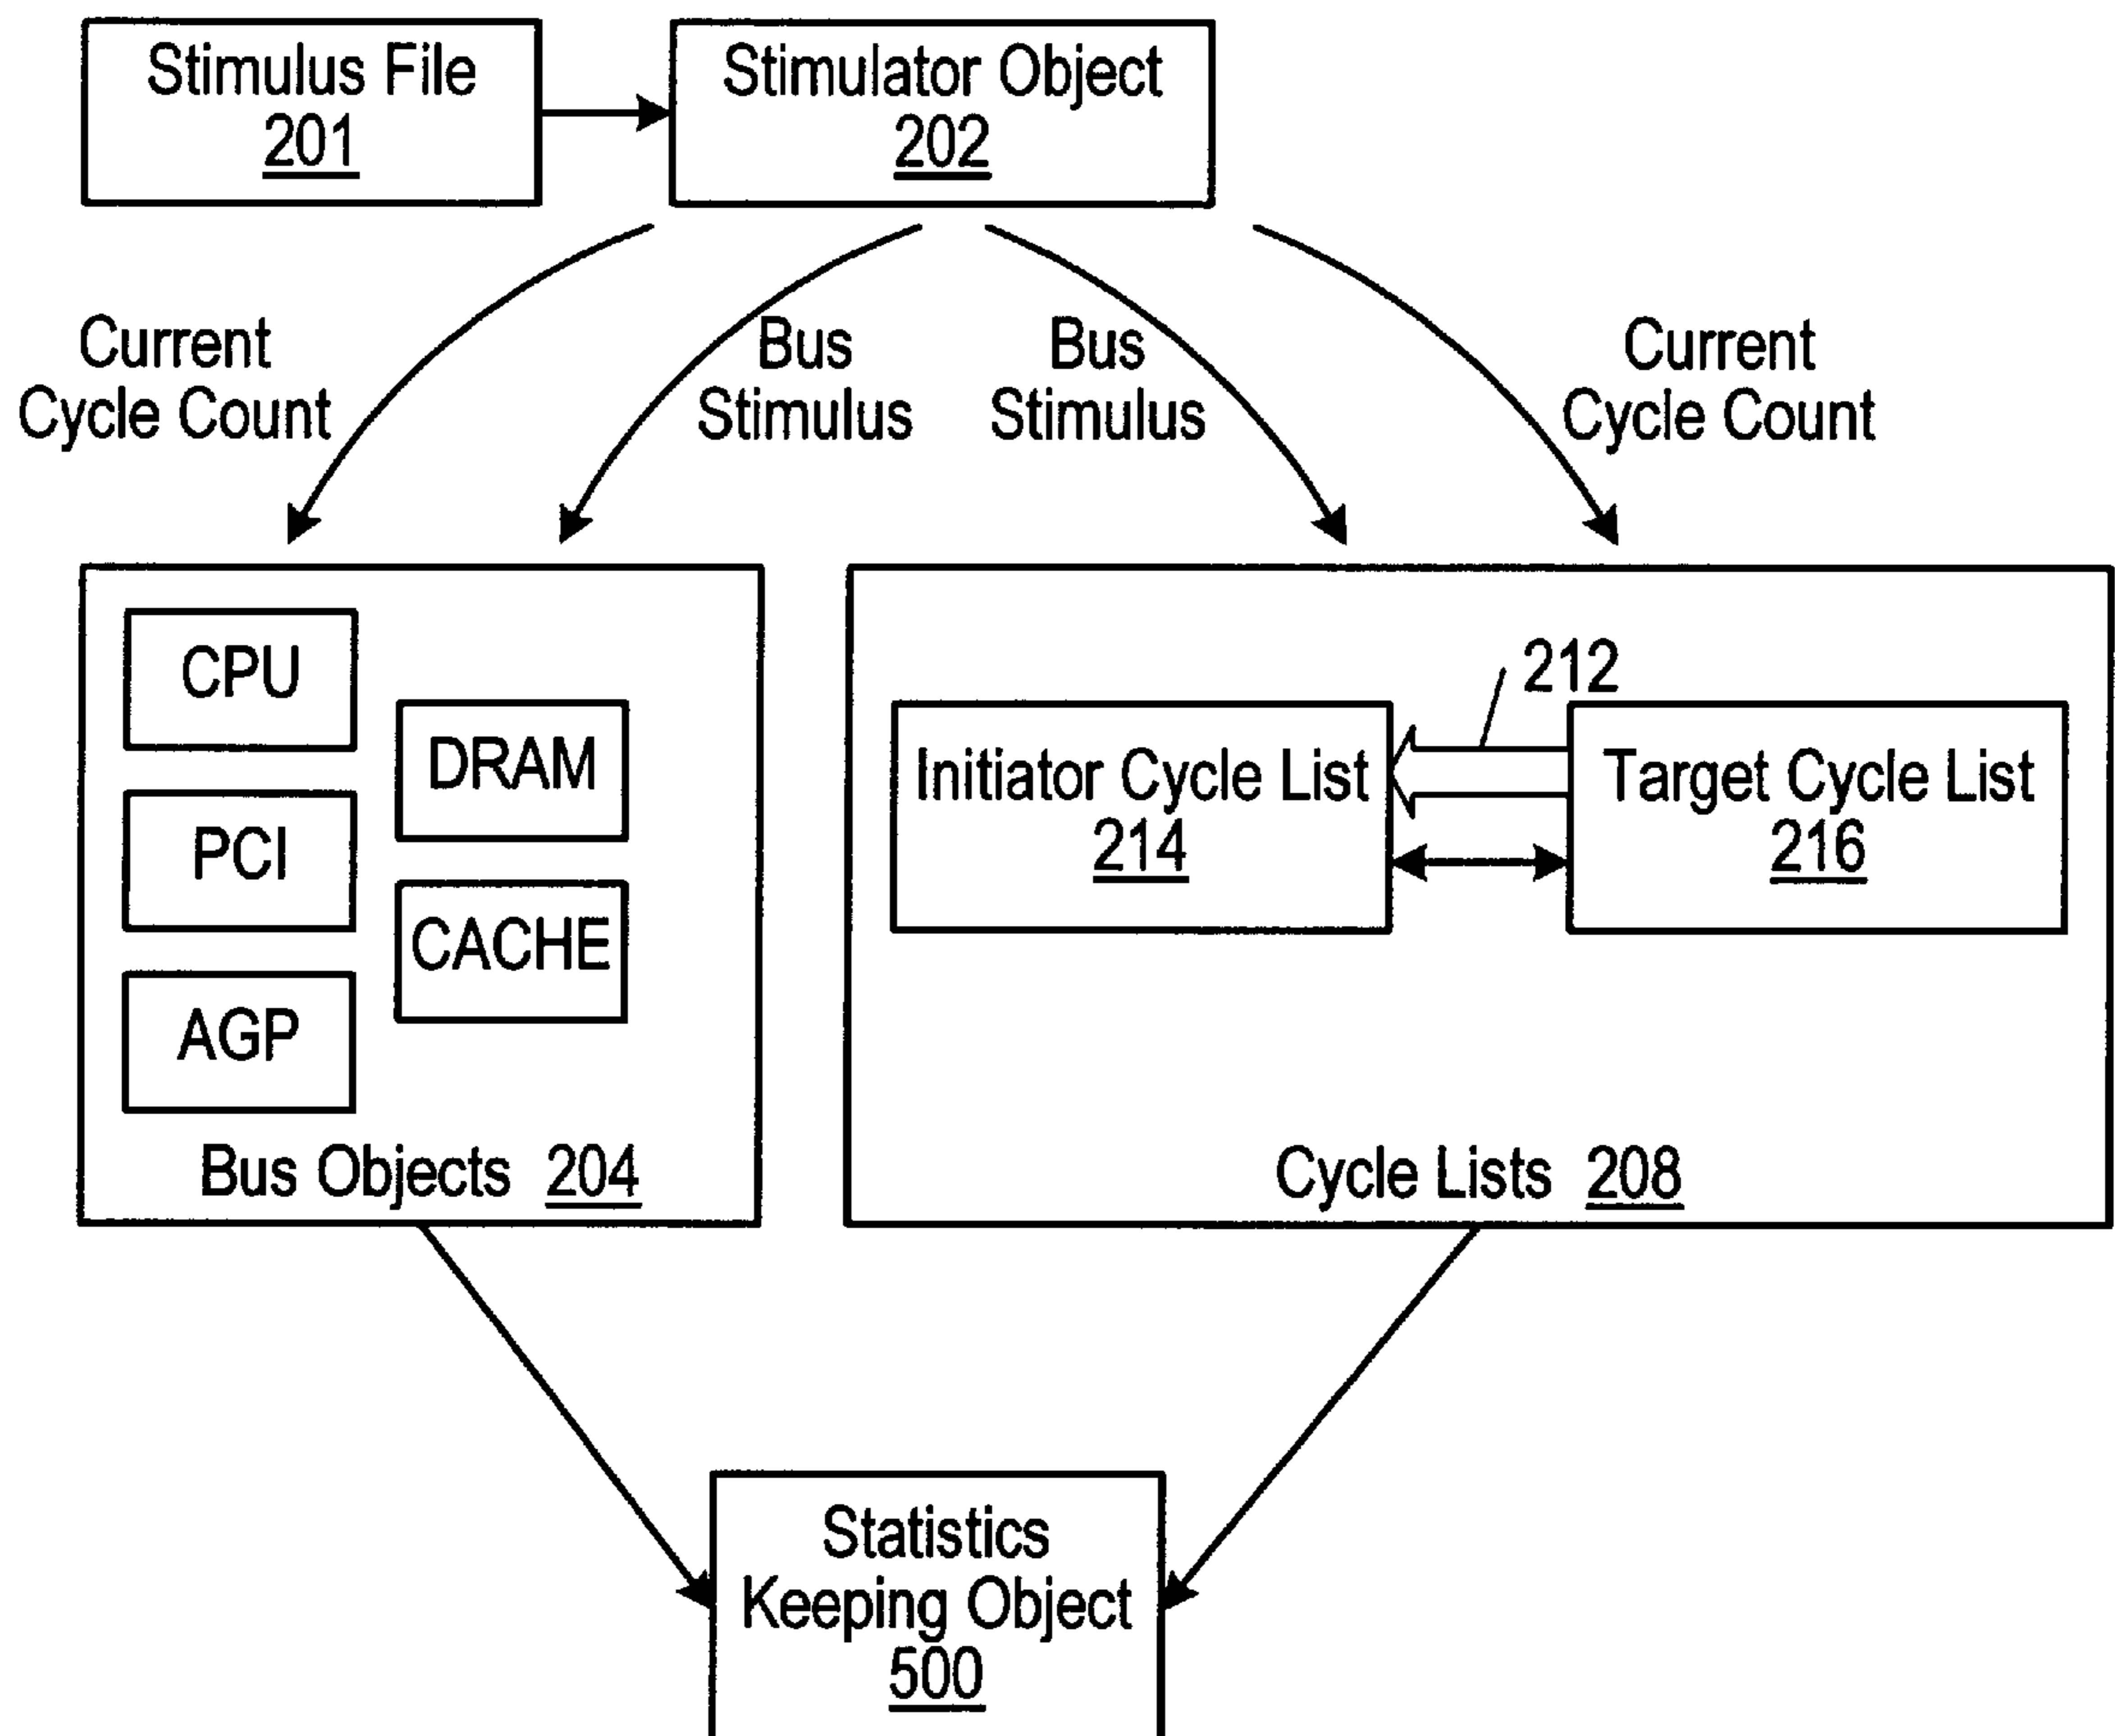 Stimulus File
201
Stimulator Object
202
Current
Cycle Count
Bus
Stimulus
Bus
Stimulus
Current
Cycle Count
CPU
DRAM
PCI
CACHE
AGP
Bus Objects 204
212
Initiator Cycle List
214
Target Cycle List
216
Cycle Lists 208
Statistics
Keeping Object
500